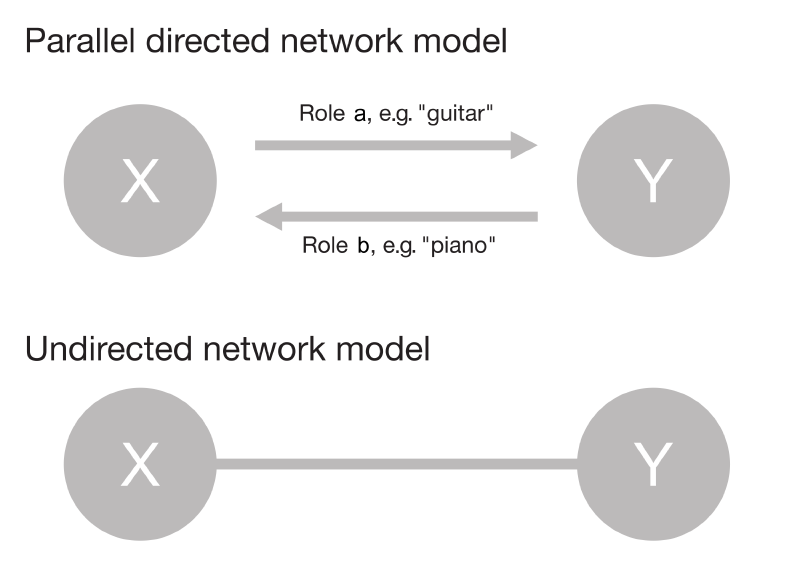 Parallel directed network model
Role a, e.g. "guitar"
X
Y
Role b, e.g. "piano"
Undirected network model
X
Y